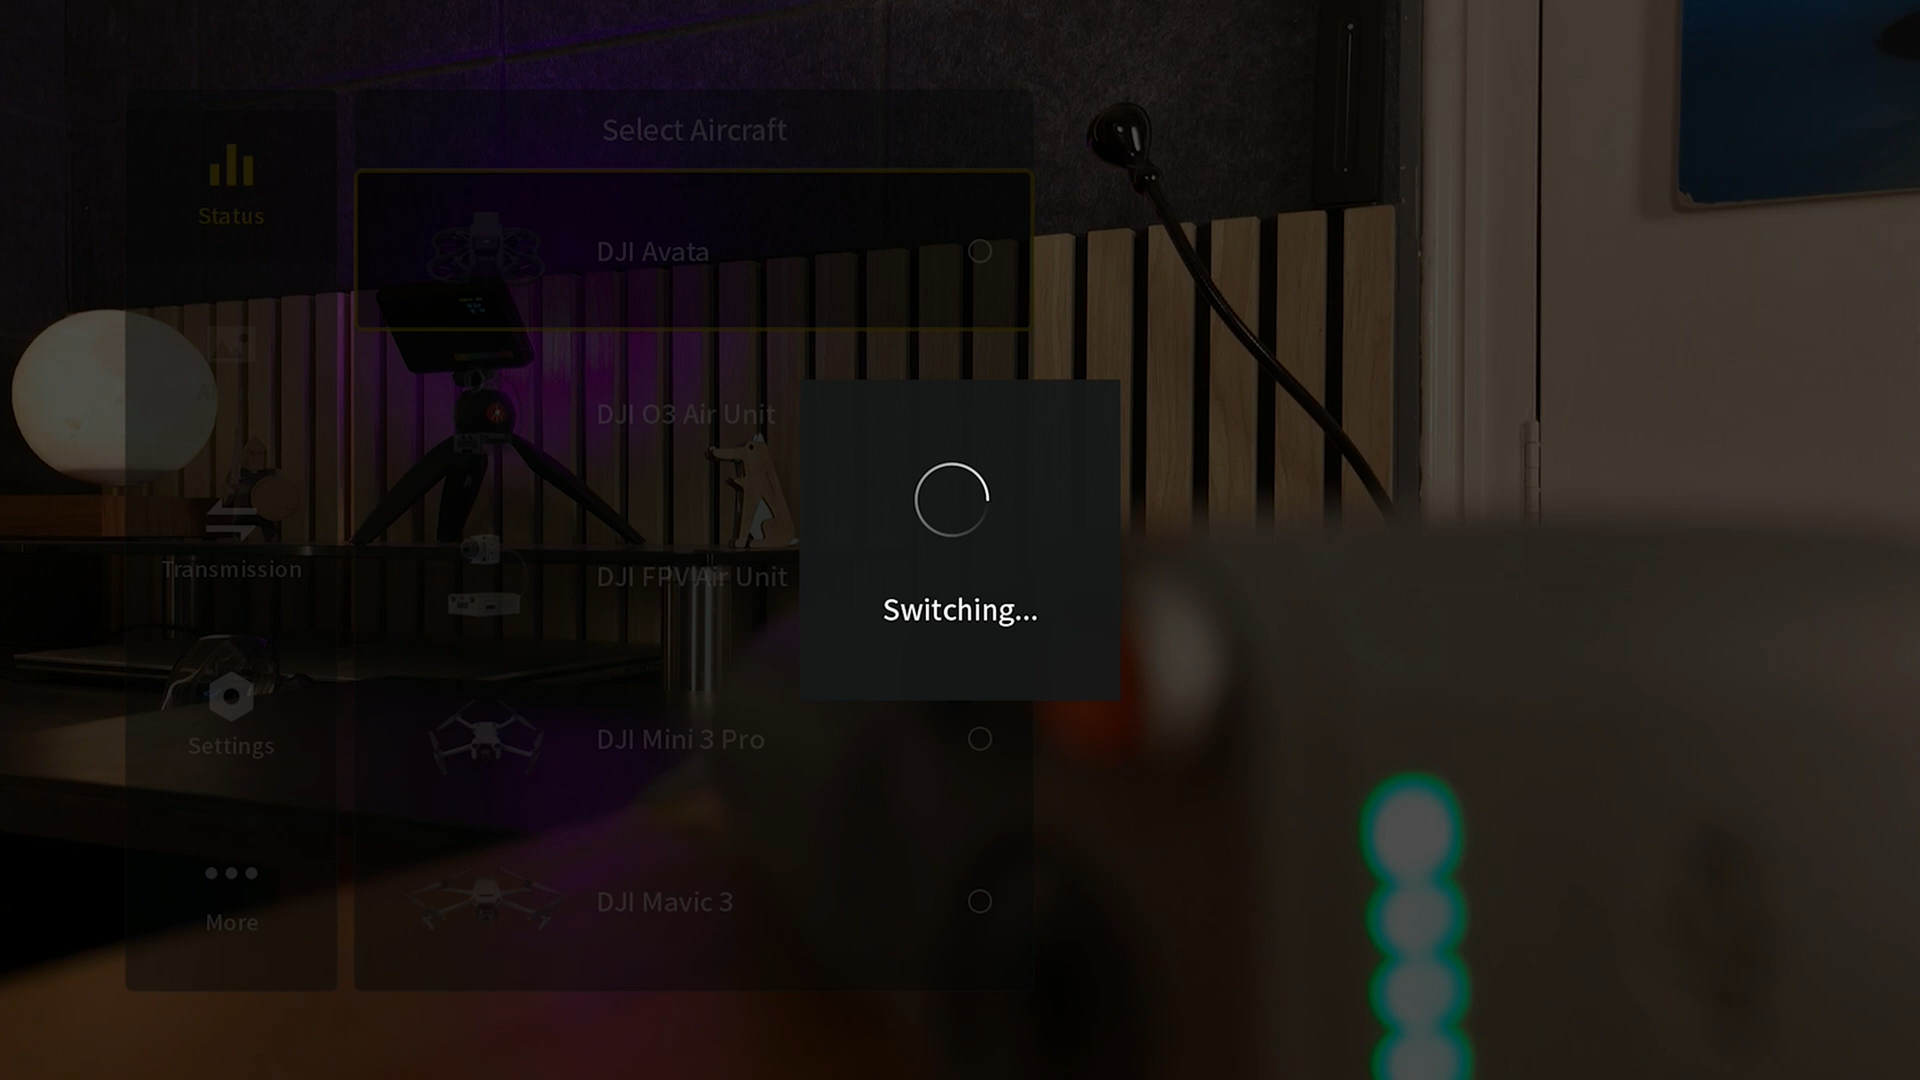 Select Aircraft
Status
DJI Avata
DJI O3 Air Unit
Switching...
Transmission
DJI FPV Air Unit
Settings
DJI Mini 3 Pro
More
DJI Mavic 3